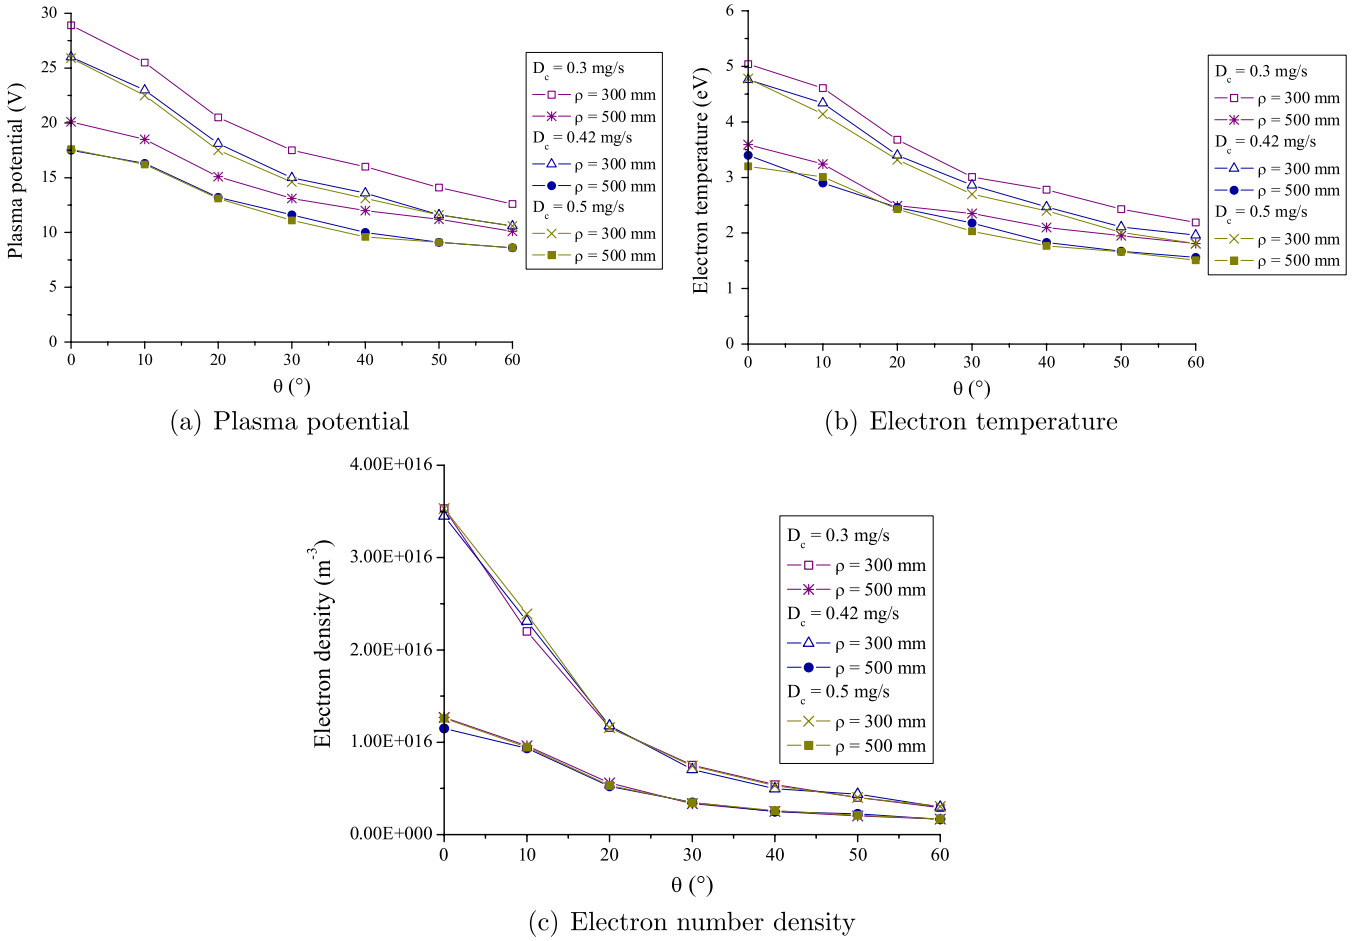 30
25
20
15
10
5
0
Plasma potential (V)
0 10 20 30 40 50 60
θ (°)
D_c = 0.3 mg/s
ρ = 300 mm
ρ = 500 mm
D_c = 0.42 mg/s
ρ = 300 mm
ρ = 500 mm
D_c = 0.5 mg/s
ρ = 300 mm
ρ = 500 mm
(a) Plasma potential
6
5
4
3
2
1
0
Electron temperature (eV)
0 10 20 30 40 50 60
θ (°)
D_c = 0.3 mg/s
ρ = 300 mm
ρ = 500 mm
D_c = 0.42 mg/s
ρ = 300 mm
ρ = 500 mm
D_c = 0.5 mg/s
ρ = 300 mm
ρ = 500 mm
(b) Electron temperature
4.00E+016
3.00E+016
2.00E+016
1.00E+016
0.00E+000
Electron density (m⁻³)
0 10 20 30 40 50 60
θ (°)
D_c = 0.3 mg/s
ρ = 300 mm
ρ = 500 mm
D_c = 0.42 mg/s
ρ = 300 mm
ρ = 500 mm
D_c = 0.5 mg/s
ρ = 300 mm
ρ = 500 mm
(c) Electron number density